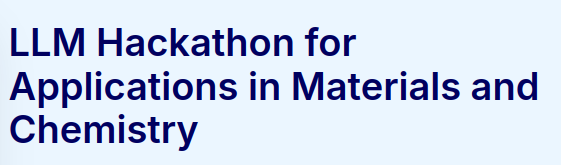 LLM Hackathon for
Applications in Materials and
Chemistry